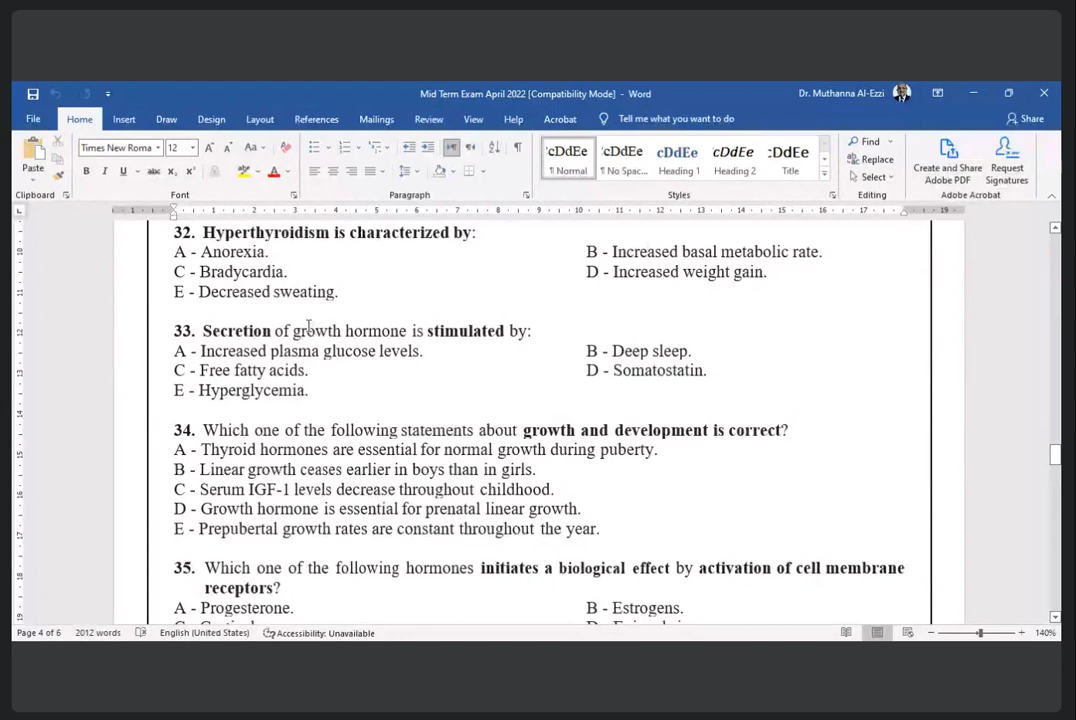 Mid Term Exam April 2022 [Compatibility Mode] - Word
Dr. Muthanna Al-Ezzi
File Home Insert Draw Design Layout References Mailings Review View Help Acrobat Tell me what you want to do Share
Paste
Times New Roma 12
Clipboard Font Paragraph Styles Editing Adobe Acrobat
¶ Normal ¶ No Spac... Heading 1 Heading 2 Title
Find
Replace
Select
Create and Share Adobe PDF
Request Signatures
32. Hyperthyroidism is characterized by:
A - Anorexia. B - Increased basal metabolic rate.
C - Bradycardia. D - Increased weight gain.
E - Decreased sweating.
33. Secretion of growth hormone is stimulated by:
A - Increased plasma glucose levels. B - Deep sleep.
C - Free fatty acids. D - Somatostatin.
E - Hyperglycemia.
34. Which one of the following statements about growth and development is correct?
A - Thyroid hormones are essential for normal growth during puberty.
B - Linear growth ceases earlier in boys than in girls.
C - Serum IGF-1 levels decrease throughout childhood.
D - Growth hormone is essential for prenatal linear growth.
E - Prepubertal growth rates are constant throughout the year.
35. Which one of the following hormones initiates a biological effect by activation of cell membrane
receptors?
A - Progesterone. B - Estrogens.
Page 4 of 6 2012 words English (United States) Accessibility: Unavailable 140%